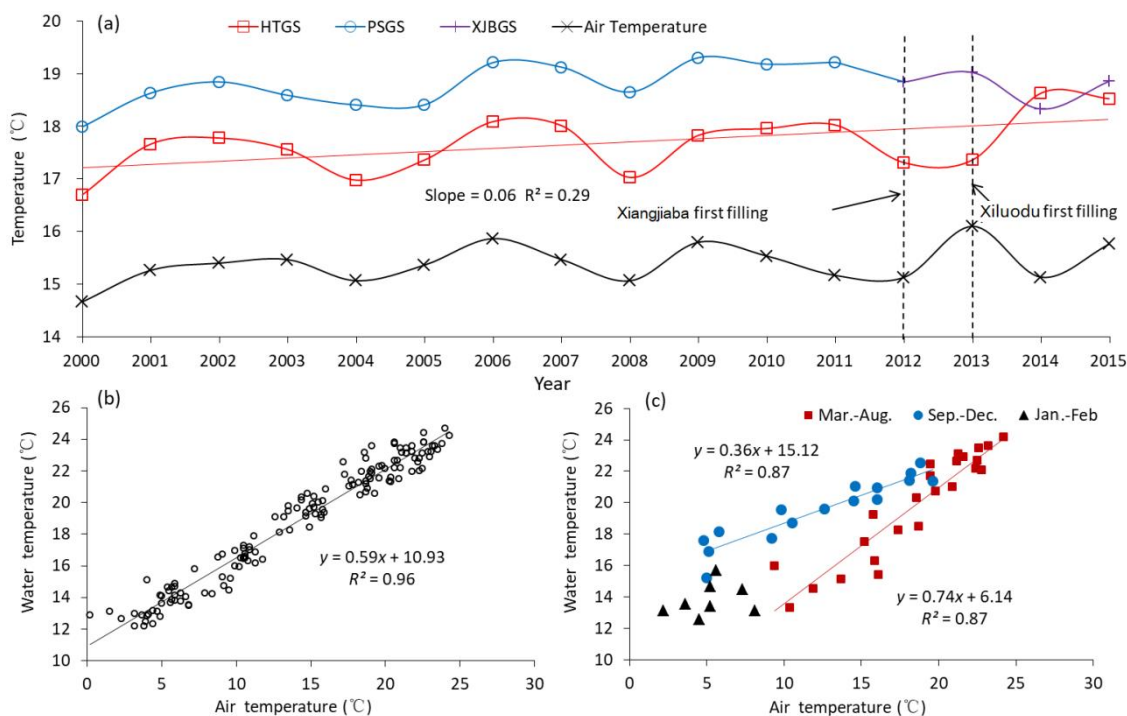 (a)
HTGS PSGS XJBGS Air Temperature
Temperature (℃)
20
19
18
17
16
15
14
Slope = 0.06 R² = 0.29
Xiangjiaba first filling
Xiluodu first filling
2000 2001 2002 2003 2004 2005 2006 2007 2008 2009 2010 2011 2012 2013 2014 2015
Year
(b)
Water temperature (℃)
26
24
22
20
18
16
14
12
10
y = 0.59x + 10.93
R² = 0.96
0 5 10 15 20 25 30
Air temperature (℃)
(c)
Mar.-Aug. Sep.-Dec. Jan.-Feb
Water temperature (℃)
26
24
22
20
18
16
14
12
10
y = 0.36x + 15.12
R² = 0.87
y = 0.74x + 6.14
R² = 0.87
0 5 10 15 20 25 30
Air temperature (℃)